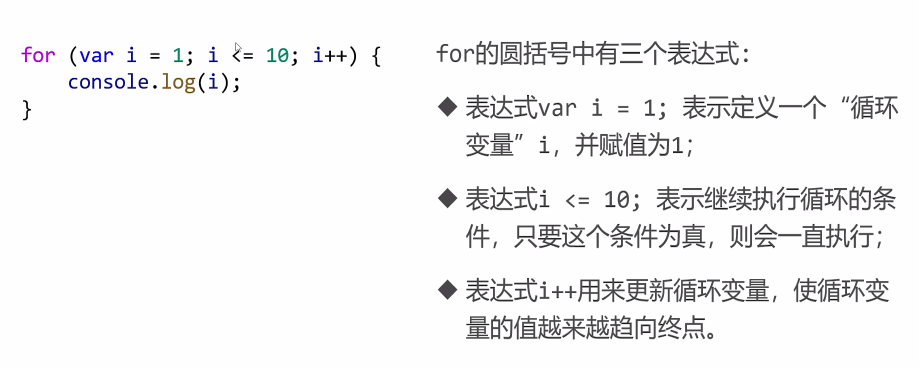 for (var i = 1; i <= 10; i++) {
    console.log(i);
}
for的圆括号中有三个表达式：
◆ 表达式var i = 1; 表示定义一个“循环
变量”i，并赋值为1；
◆ 表达式i <= 10; 表示继续执行循环的条
件，只要这个条件为真，则会一直执行；
◆ 表达式i++用来更新循环变量，使循环变
量的值越来越趋向终点。